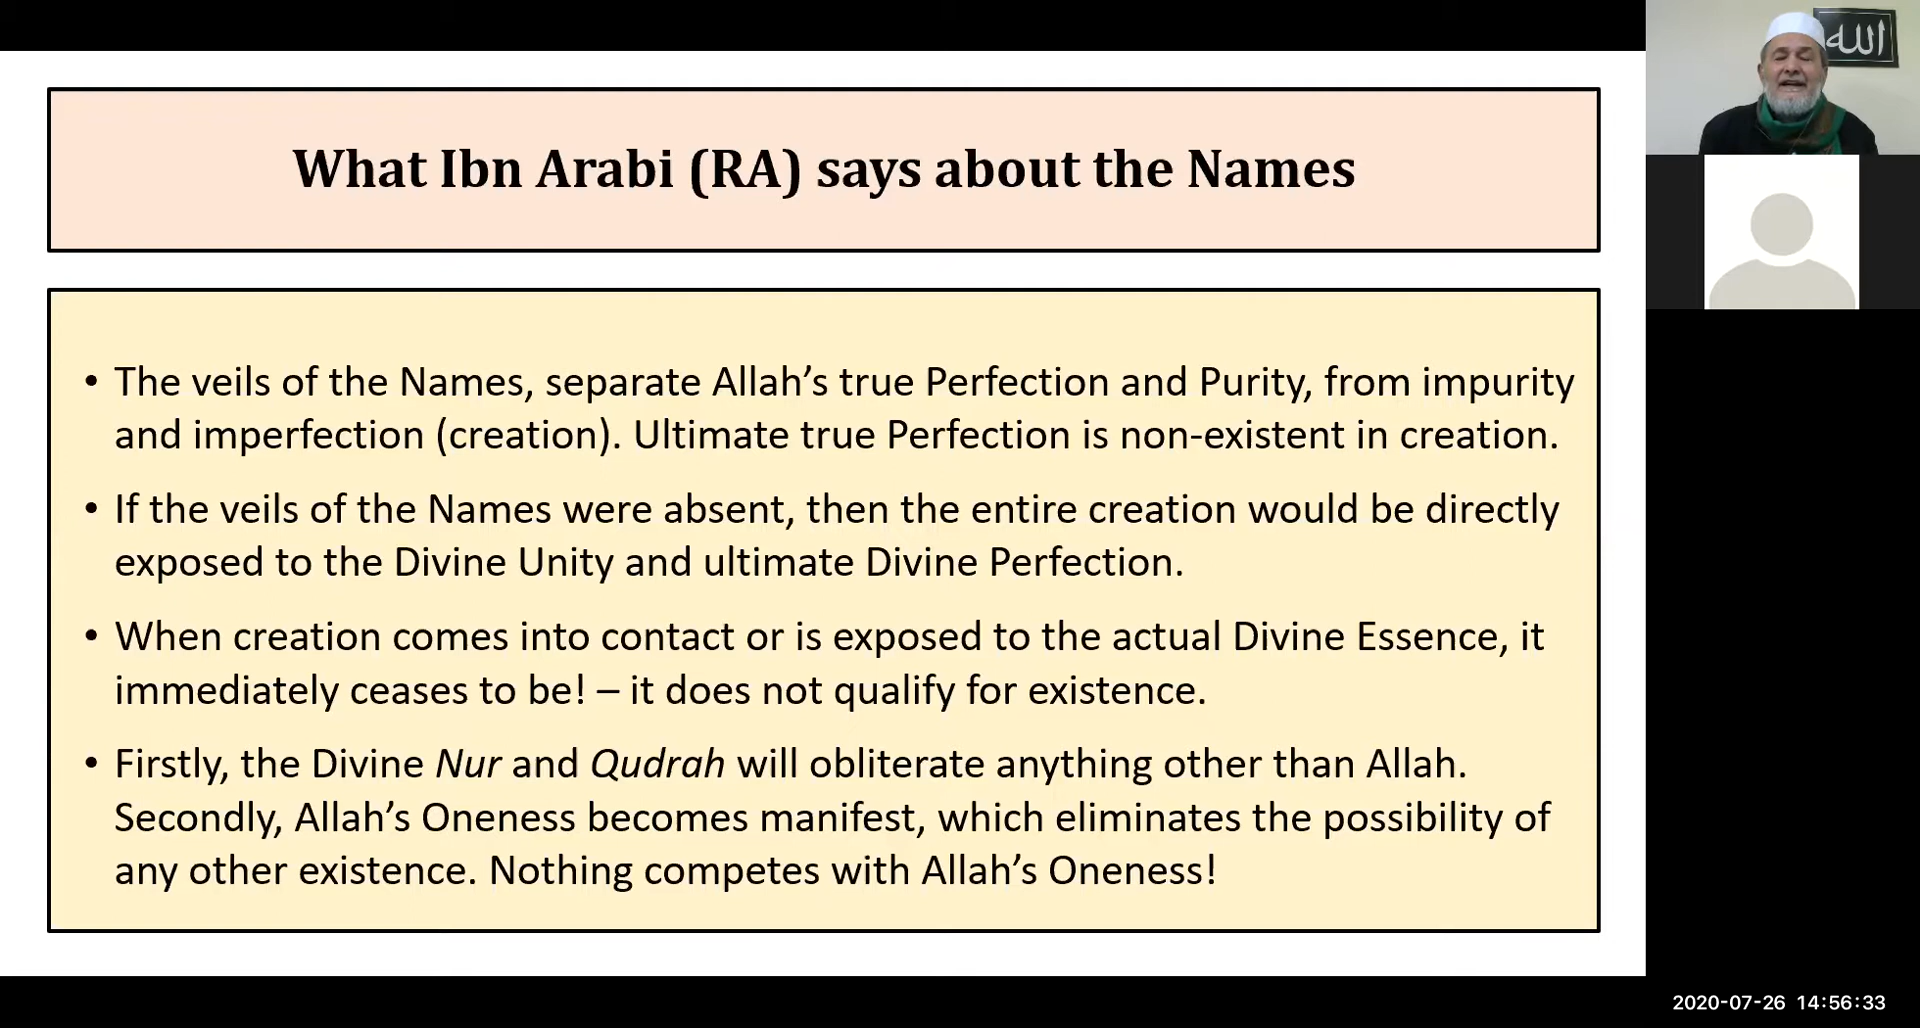 What Ibn Arabi (RA) says about the Names
• The veils of the Names, separate Allah’s true Perfection and Purity, from impurity
and imperfection (creation). Ultimate true Perfection is non-existent in creation.
• If the veils of the Names were absent, then the entire creation would be directly
exposed to the Divine Unity and ultimate Divine Perfection.
• When creation comes into contact or is exposed to the actual Divine Essence, it
immediately ceases to be! – it does not qualify for existence.
• Firstly, the Divine Nur and Qudrah will obliterate anything other than Allah.
Secondly, Allah’s Oneness becomes manifest, which eliminates the possibility of
any other existence. Nothing competes with Allah’s Oneness!
الله
2020-07-26 14:56:33